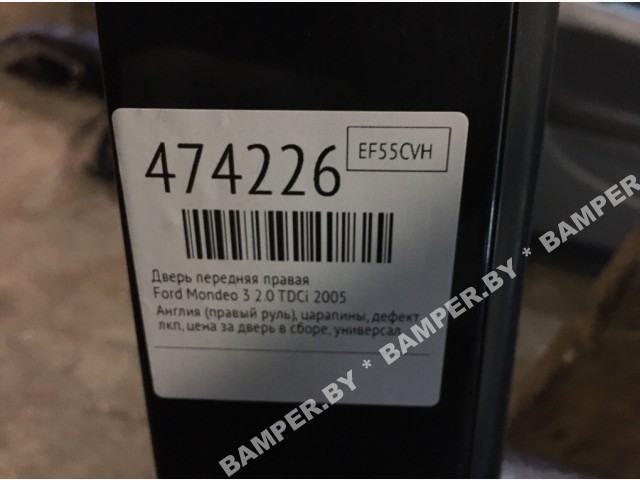 474226
EF55CVH
Дверь передняя правая
Ford Mondeo 3 2.0 TDCi 2005
Англия (правый руль), царапины, дефект
лкп, цена за дверь в сборе, универсал
BAMPER.BY * BAMPER.BY * BAMPER.BY